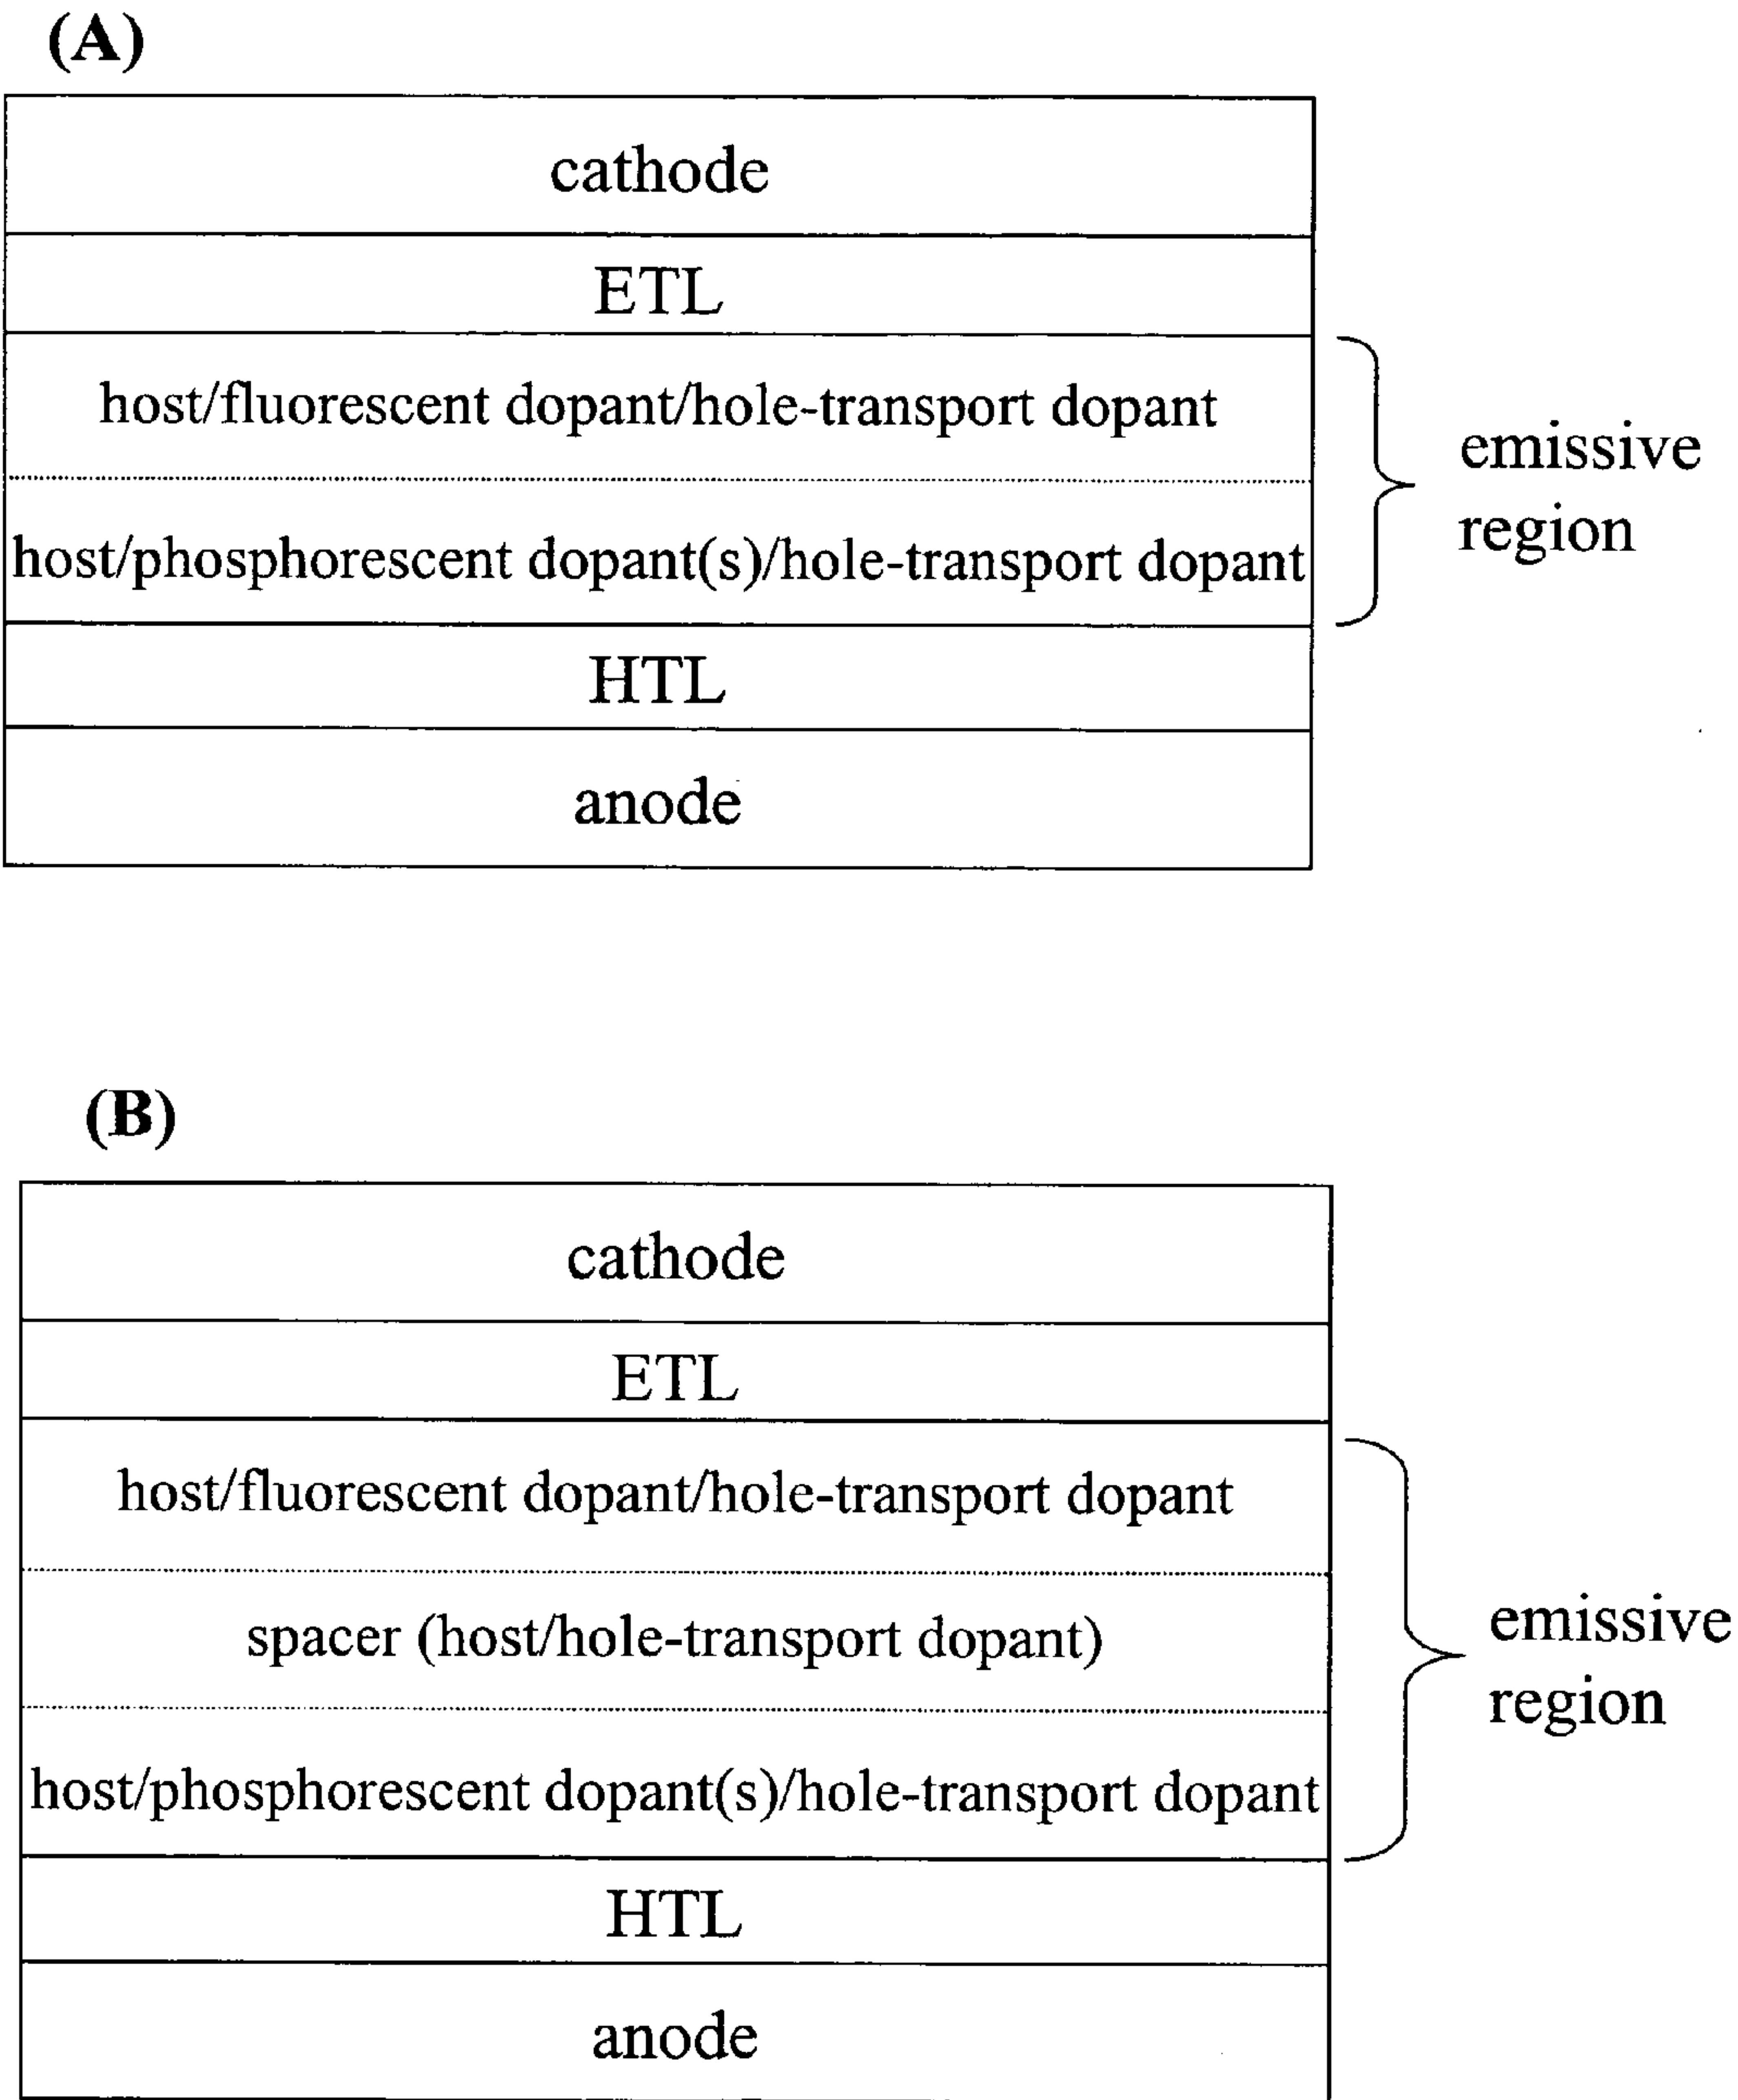 (A)
cathode
ETL
host/fluorescent dopant/hole-transport dopant
host/phosphorescent dopant(s)/hole-transport dopant
HTL
anode
emissive
region
(B)
cathode
ETL
host/fluorescent dopant/hole-transport dopant
spacer (host/hole-transport dopant)
host/phosphorescent dopant(s)/hole-transport dopant
HTL
anode
emissive
region